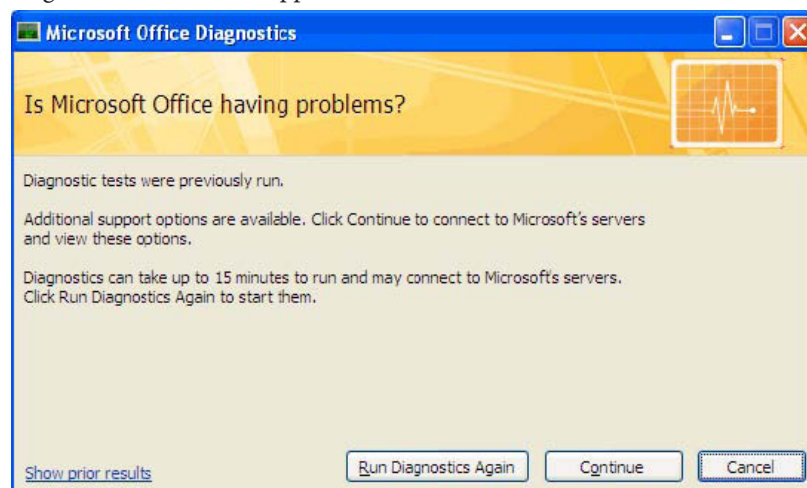 Microsoft Office Diagnostics
Is Microsoft Office having problems?
Diagnostic tests were previously run.
Additional support options are available. Click Continue to connect to Microsoft's servers
and view these options.
Diagnostics can take up to 15 minutes to run and may connect to Microsoft's servers.
Click Run Diagnostics Again to start them.
Show prior results
Run Diagnostics Again
Continue
Cancel